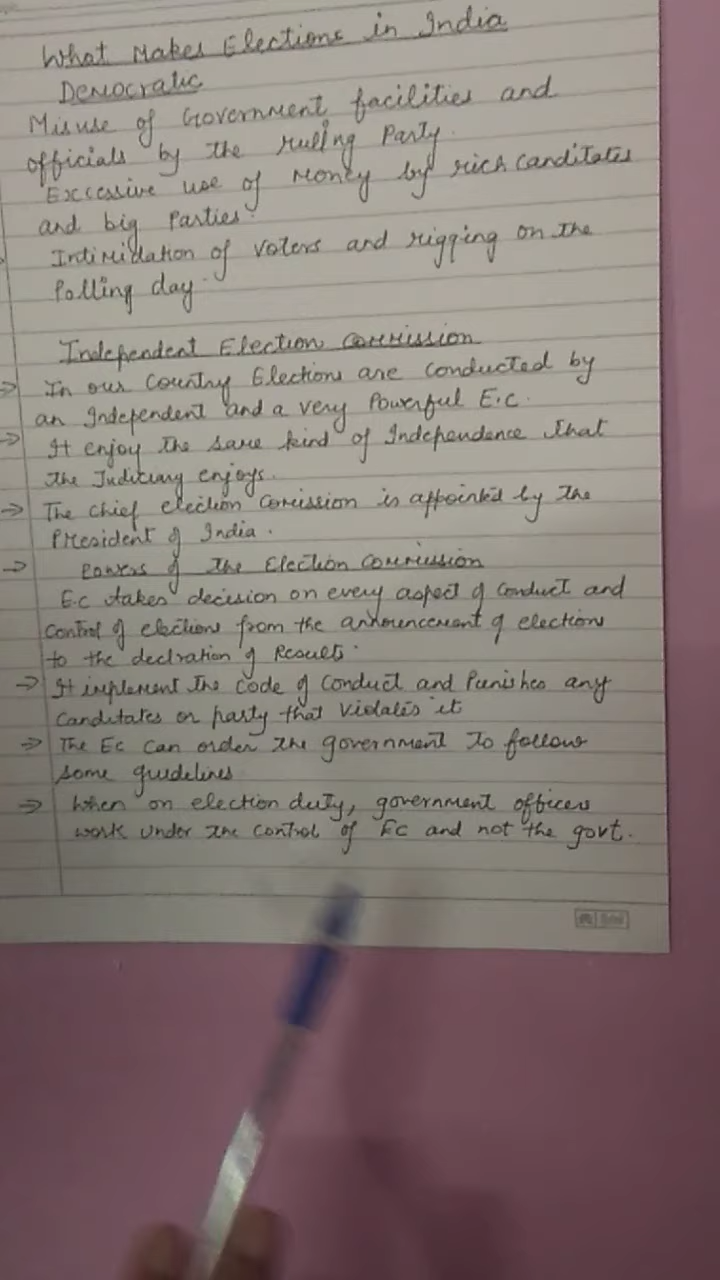 What Makes Elections in India
Democratic
Misuse of Government facilities and
officials by the ruling Party.
Excessive use of Money by rich canditates
and big Parties.
Intimidation of voters and rigging on the
Polling day.
Independent Election Commission
⇒ In our Country Elections are conducted by
an Independent and a very Powerful E.C.
⇒ It enjoy the same kind of Independence that
the Judiciary enjoys.
⇒ The chief election Comission is appointed by the
President of India.
⇒ Powers of the Election Commission
E.C takes decision on every aspect of conduct and
control of elections from the announcement of elections
to the declration of Results.
⇒ It implement the code of conduct and Punishes any
Canditates or party that violates it
⇒ The EC can order the government to follow
some guidelines
⇒ When on election duty, government officers
work under the control of EC and not the govt.